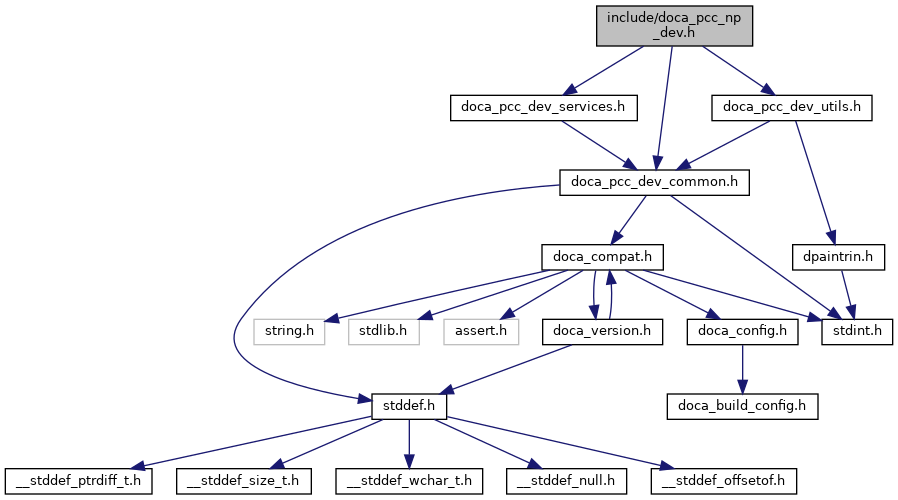 include/doca_pcc_np
_dev.h
doca_pcc_dev_services.h
doca_pcc_dev_utils.h
doca_pcc_dev_common.h
doca_compat.h
dpaintrin.h
string.h
stdlib.h
assert.h
doca_version.h
doca_config.h
stdint.h
stddef.h
doca_build_config.h
__stddef_ptrdiff_t.h
__stddef_size_t.h
__stddef_wchar_t.h
__stddef_null.h
__stddef_offsetof.h